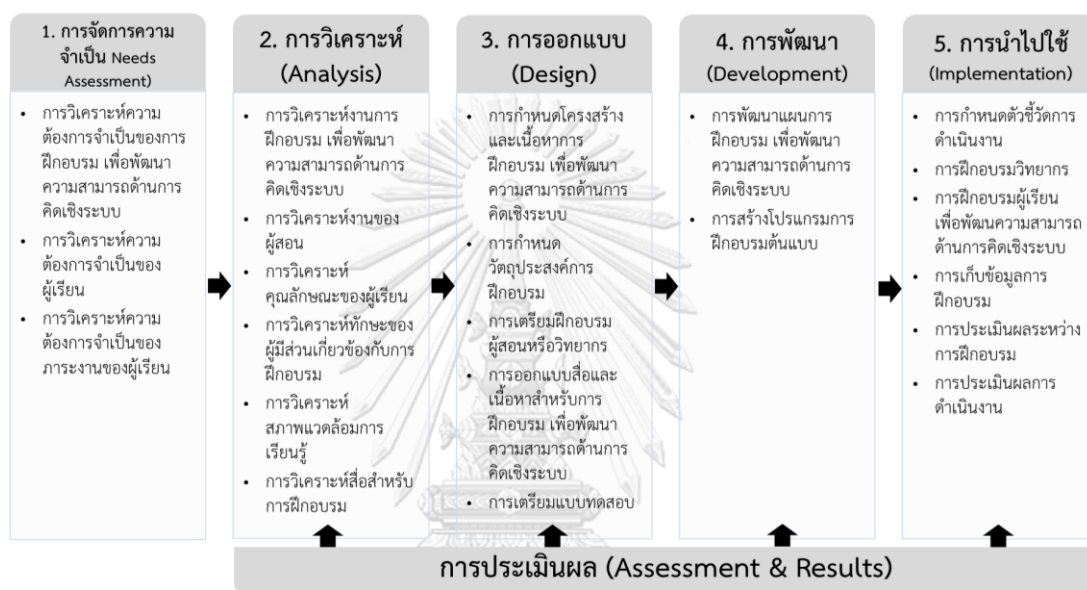 1. การจัดการความ
จำเป็น Needs
Assessment)
• การวิเคราะห์ความ
ต้องการจำเป็นของการ
ฝึกอบรม เพื่อพัฒนา
ความสามารถด้านการ
คิดเชิงระบบ
• การวิเคราะห์ความ
ต้องการจำเป็นของ
ผู้เรียน
• การวิเคราะห์ความ
ต้องการจำเป็นของ
ภาระงานของผู้เรียน
2. การวิเคราะห์
(Analysis)
• การวิเคราะห์งานการ
ฝึกอบรม เพื่อพัฒนา
ความสามารถด้านการ
คิดเชิงระบบ
• การวิเคราะห์งานของ
ผู้สอน
• การวิเคราะห์
คุณลักษณะของผู้เรียน
• การวิเคราะห์ทักษะของ
ผู้มีส่วนเกี่ยวข้องกับการ
ฝึกอบรม
• การวิเคราะห์
สภาพแวดล้อมการ
เรียนรู้
• การวิเคราะห์สื่อสำหรับ
การฝึกอบรม
3. การออกแบบ
(Design)
• การกำหนดโครงสร้าง
และเนื้อหาการ
ฝึกอบรม เพื่อพัฒนา
ความสามารถด้านการ
คิดเชิงระบบ
• การกำหนด
วัตถุประสงค์การ
ฝึกอบรม
• การเตรียมฝึกอบรม
ผู้สอนหรือวิทยากร
• การออกแบบสื่อและ
เนื้อหาสำหรับการ
ฝึกอบรม เพื่อพัฒนา
ความสามารถด้านการ
คิดเชิงระบบ
• การเตรียมแบบทดสอบ
4. การพัฒนา
(Development)
• การพัฒนาแผนการ
ฝึกอบรม เพื่อพัฒนา
ความสามารถด้านการ
คิดเชิงระบบ
• การสร้างโปรแกรมการ
ฝึกอบรมต้นแบบ
5. การนำไปใช้
(Implementation)
• การกำหนดตัวชี้วัดการ
ดำเนินงาน
• การฝึกอบรมวิทยากร
• การฝึกอบรมผู้เรียน
เพื่อพัฒนความสามารถ
ด้านการคิดเชิงระบบ
• การเก็บข้อมูลการ
ฝึกอบรม
• การประเมินผลระหว่าง
การฝึกอบรม
• การประเมินผลการ
ดำเนินงาน
การประเมินผล (Assessment & Results)